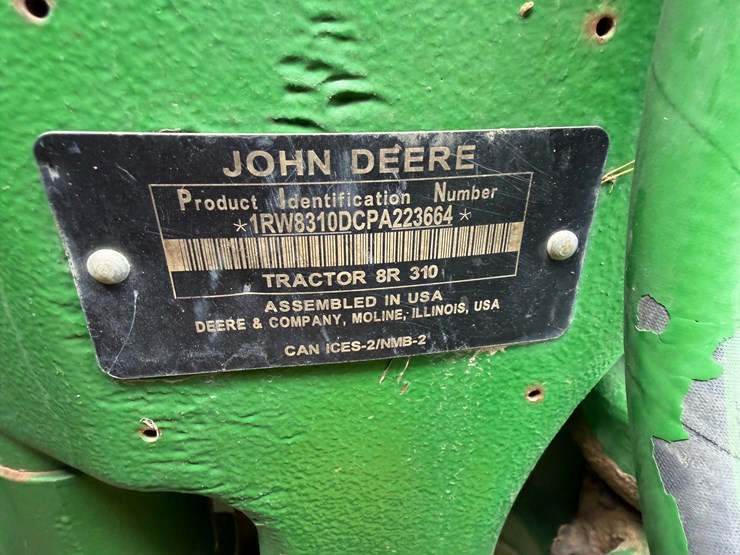 JOHN DEERE
Product Identification Number
*1RW8310DCPA223664*
TRACTOR 8R 310
ASSEMBLED IN USA
DEERE & COMPANY, MOLINE, ILLINOIS, USA
CAN ICES-2/NMB-2